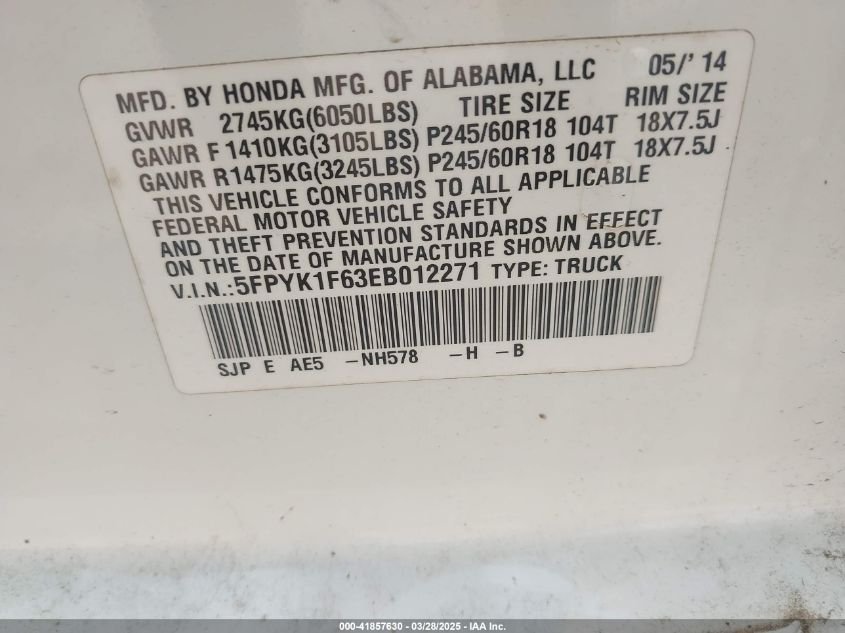 MFD. BY HONDA MFG. OF ALABAMA, LLC 05/' 14
GVWR 2745KG(6050LBS) TIRE SIZE RIM SIZE
GAWR F 1410KG(3105LBS) P245/60R18 104T 18X7.5J
GAWR R1475KG(3245LBS) P245/60R18 104T 18X7.5J
THIS VEHICLE CONFORMS TO ALL APPLICABLE
FEDERAL MOTOR VEHICLE SAFETY
AND THEFT PREVENTION STANDARDS IN EFFECT
ON THE DATE OF MANUFACTURE SHOWN ABOVE.
V.I.N.:5FPYK1F63EB012271 TYPE: TRUCK
SJP E AE5 -NH578 -H -B
000-41857630 - 03/28/2025 - IAA Inc.